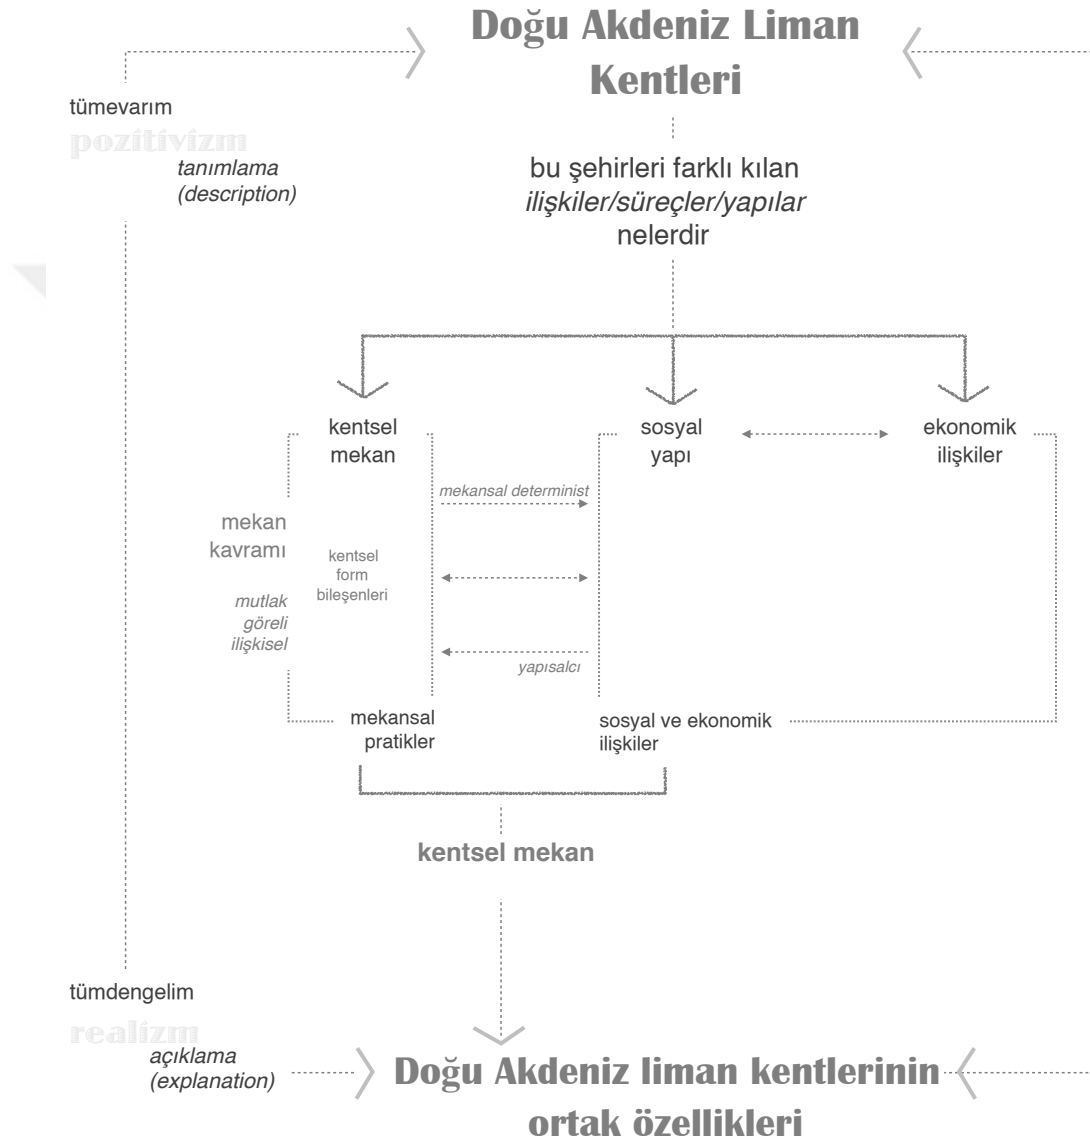 Doğu Akdeniz Liman
Kentleri
tümevarım
pozitivizm
tanımlama
(description)
bu şehirleri farklı kılan
ilişkiler/süreçler/yapılar
nelerdir
kentsel
mekan
sosyal
yapı
ekonomik
ilişkiler
mekansal determinist
mekan
kavramı
kentsel
form
bileşenleri
mutlak
göreli
ilişkisel
yapısalcı
mekansal
pratikler
sosyal ve ekonomik
ilişkiler
kentsel mekan
tümdengelim
realizm
açıklama
(explanation)
Doğu Akdeniz liman kentlerinin
ortak özellikleri